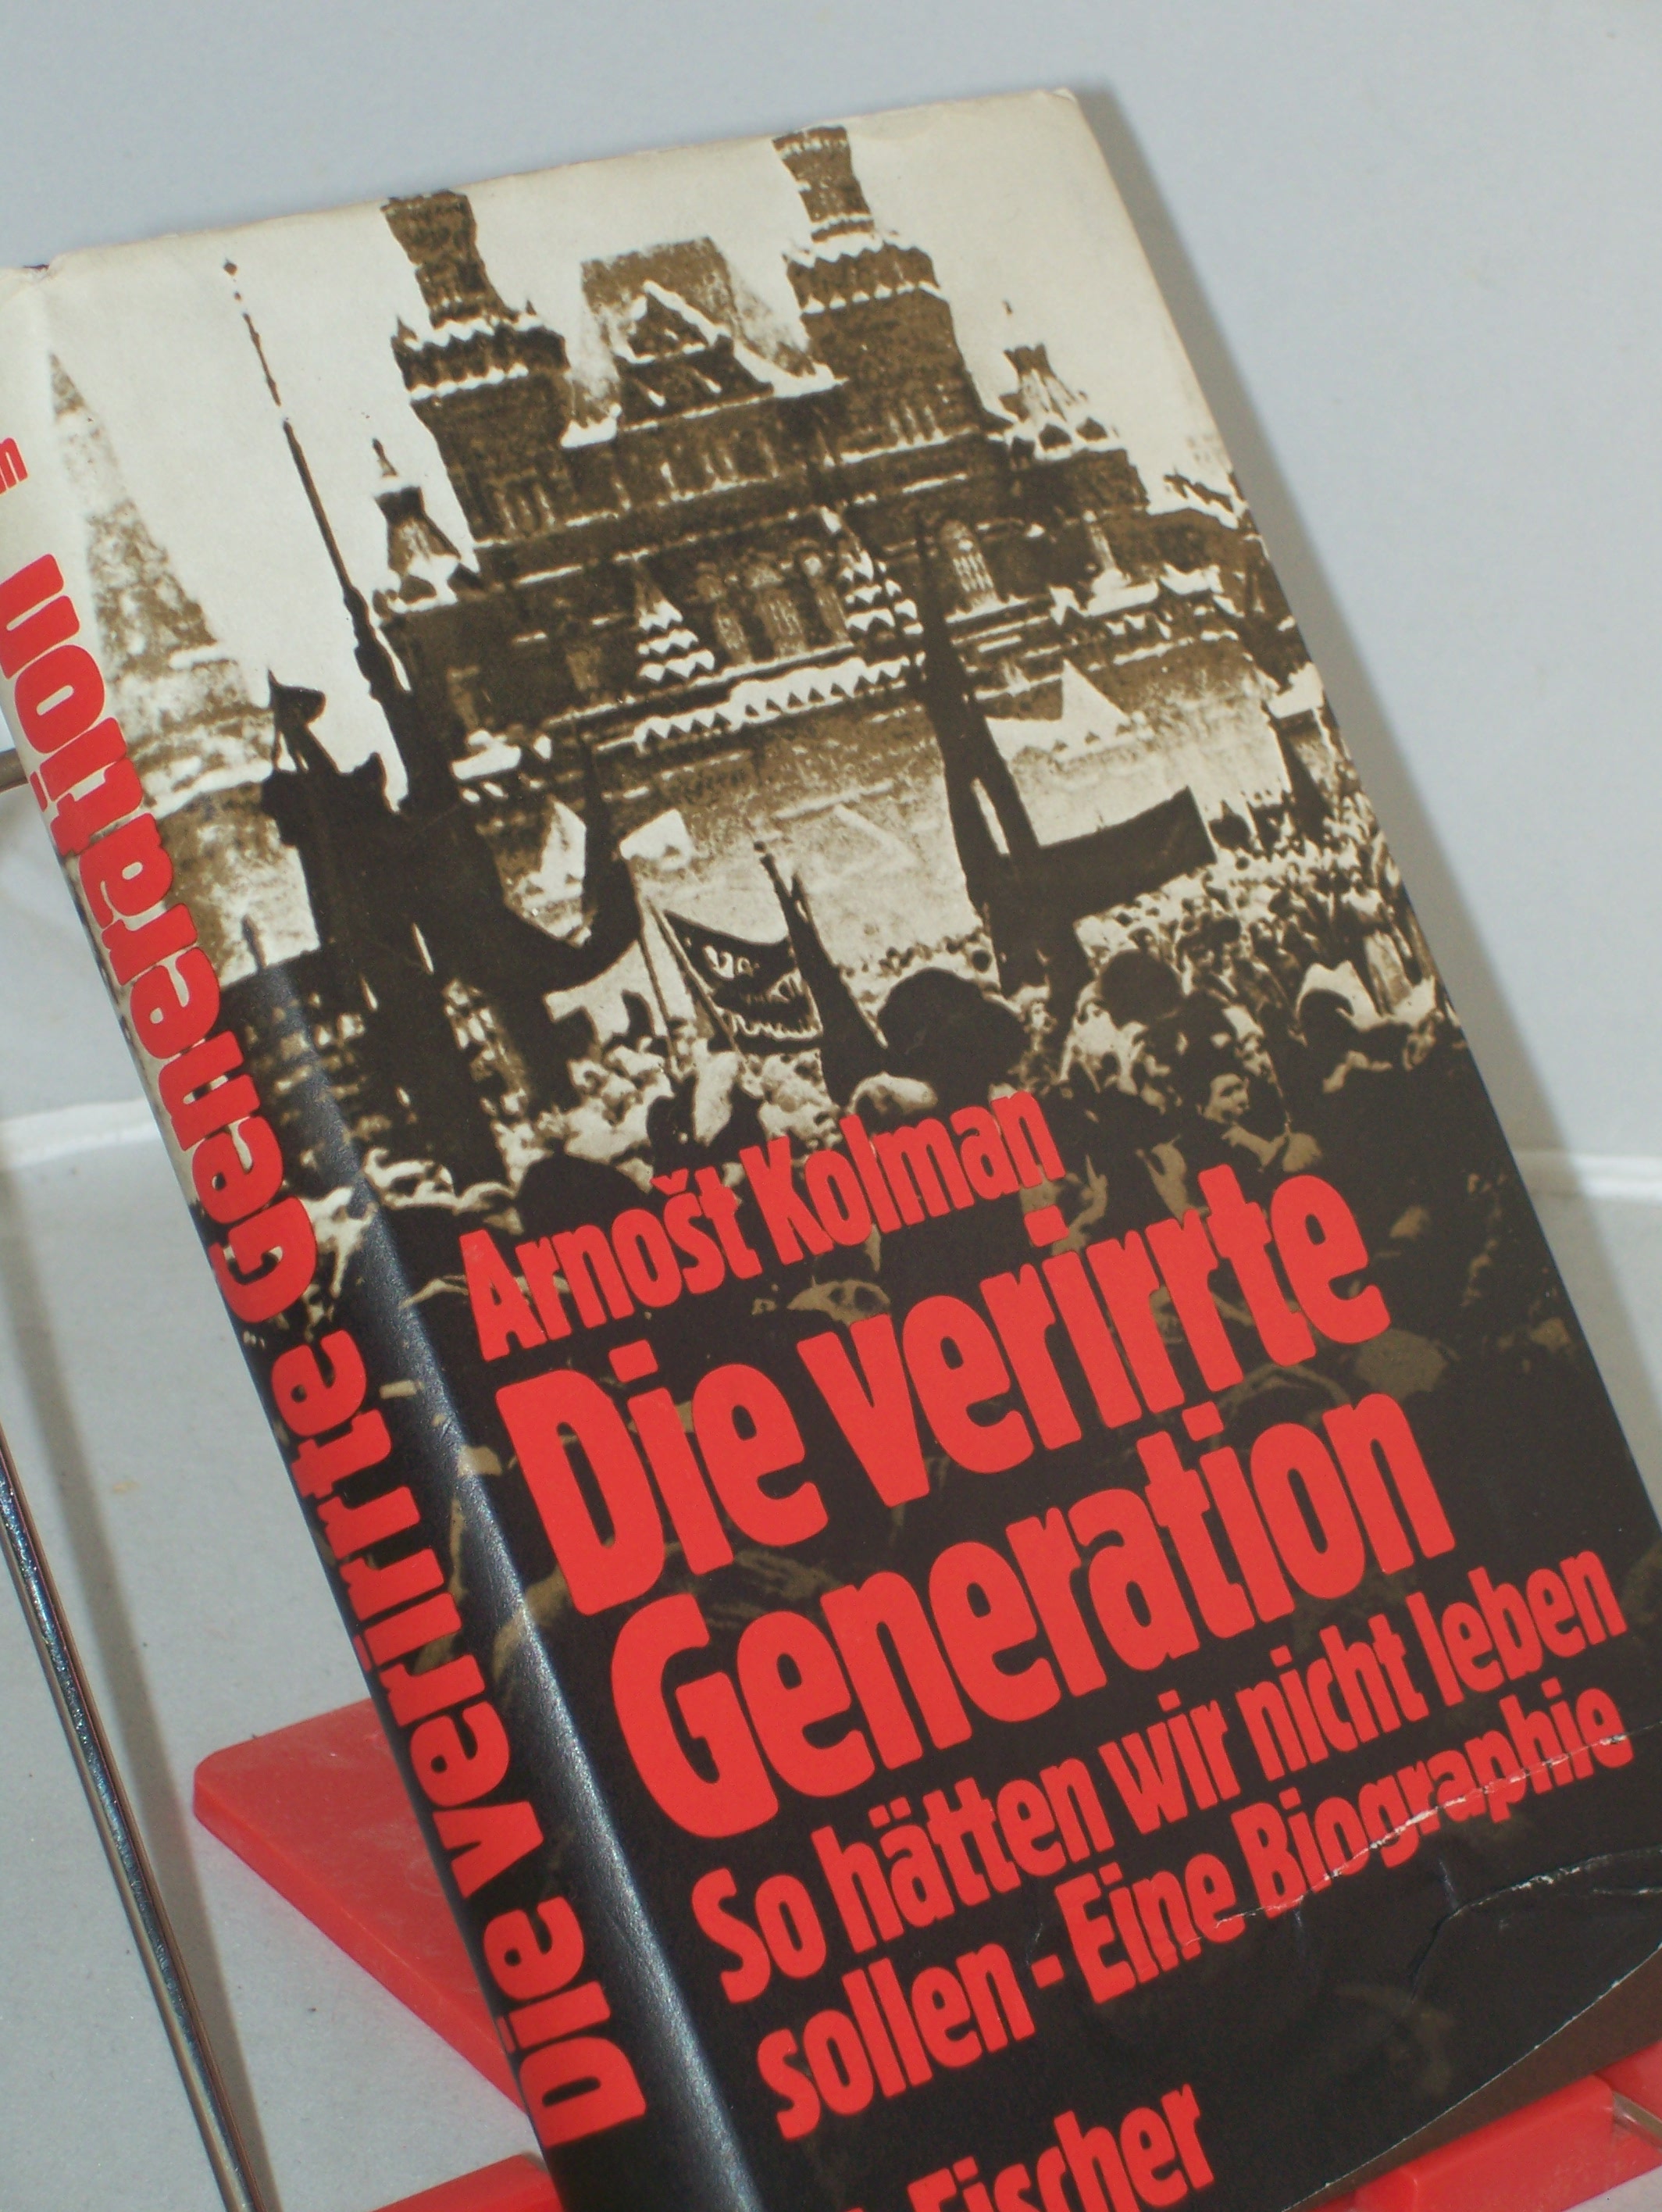 Arnošt Kolman
Die verirrte
Generation
So hätten wir nicht leben
sollen - Eine Biographie
Fischer
Die verirrte Generation